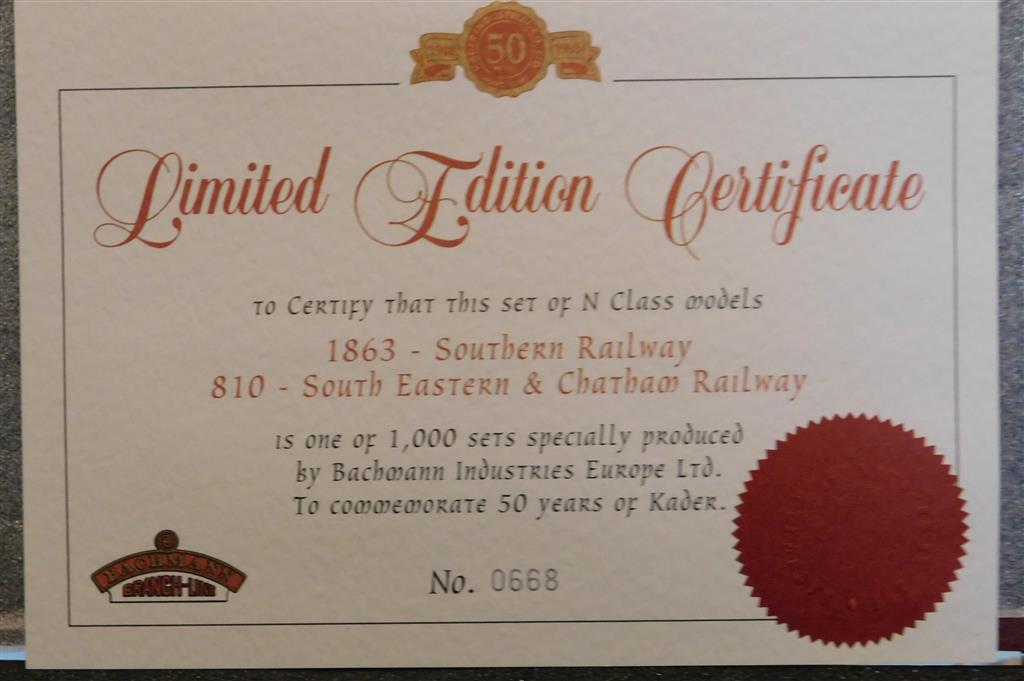 50
Limited Edition Certificate
To Certify that this set of N Class models
1863 - Southern Railway
810 - South Eastern & Chatham Railway
is one of 1,000 sets specially produced
by Bachmann Industries Europe Ltd.
To commemorate 50 years of Kader.
BACHMANN
BRANCH-LINE
No. 0668